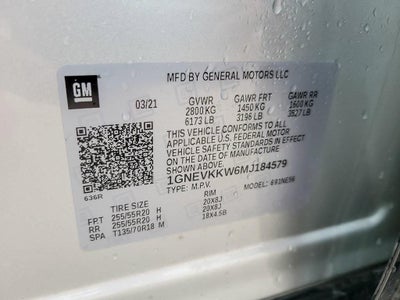 GM
MFD BY GENERAL MOTORS LLC
03/21
GVWR GAWR FRT GAWR RR
2800 KG 1450 KG 1600 KG
6173 LB 3196 LB 3527 LB
THIS VEHICLE CONFORMS TO ALL
APPLICABLE U.S. FEDERAL MOTOR
VEHICLE SAFETY STANDARDS IN EFFECT
ON THE DATE OF MANUFACTURE
SHOWN ABOVE
1GNEVKKW6MJ184579
TYPE: M.P.V. MODEL:
636R
TIRE SIZE RIM
FPT 255/55R20 H 20X8J
RR 255/55R20 H 20X8J
SPA T135/70R18 M 18X4.5B